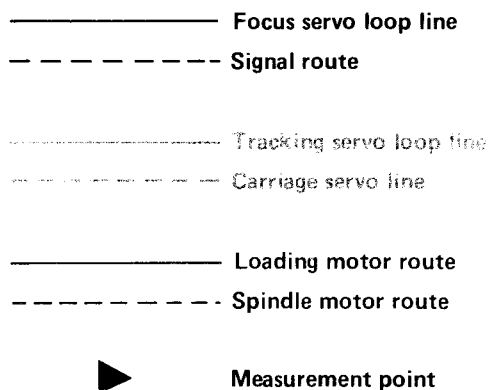 Focus servo loop line
Signal route
Tracking servo loop line
Carriage servo line
Loading motor route
Spindle motor route
Measurement point